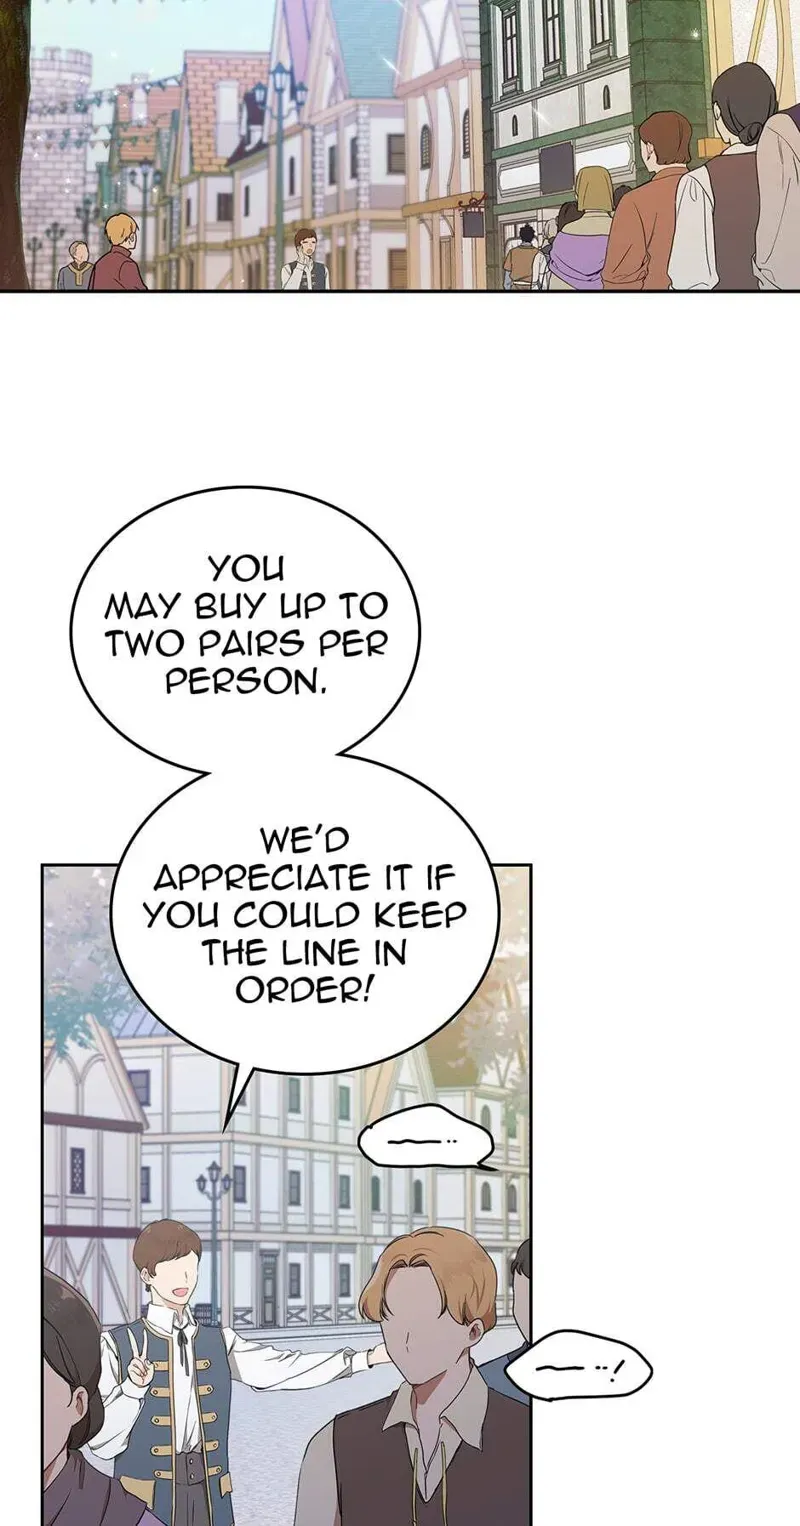 YOU
MAY BUY UP TO
TWO PAIRS PER
PERSON.
WE'D
APPRECIATE IT IF
YOU COULD KEEP
THE LINE IN
ORDER!